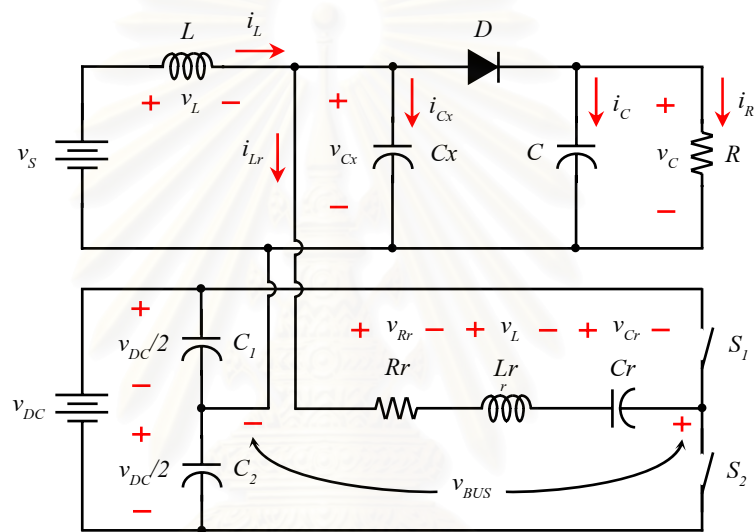 L
i_L
D
+ v_L −
i_Lr
+
v_Cx
−
i_Cx
Cx
C
i_C
+
v_C
−
i_R
R
v_S
v_DC
+
v_DC/2
−
C_1
+
v_DC/2
−
C_2
+ v_Rr − + v_L − + v_Cr −
Rr
Lr
r
Cr
S_1
−
+
v_BUS
S_2